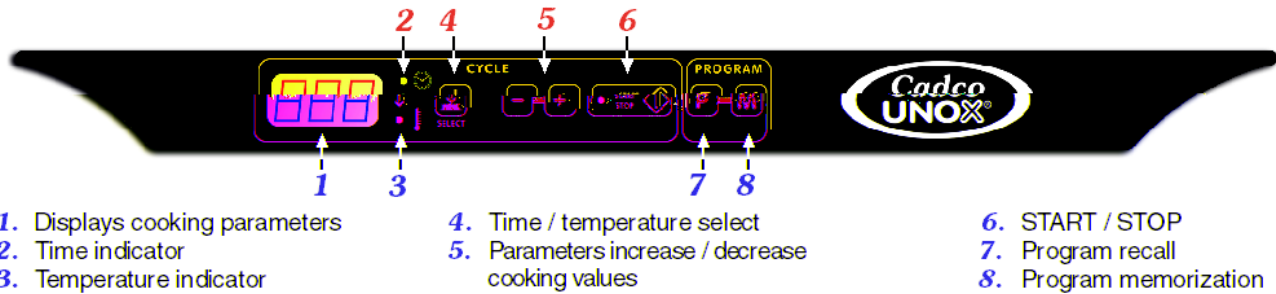 2 4 5 6
CYCLE
PROGRAM
START
STOP
P
M
SELECT
Cadco
UNOX®
1 3 7 8
1. Displays cooking parameters
2. Time indicator
3. Temperature indicator
4. Time / temperature select
5. Parameters increase / decrease
cooking values
6. START / STOP
7. Program recall
8. Program memorization